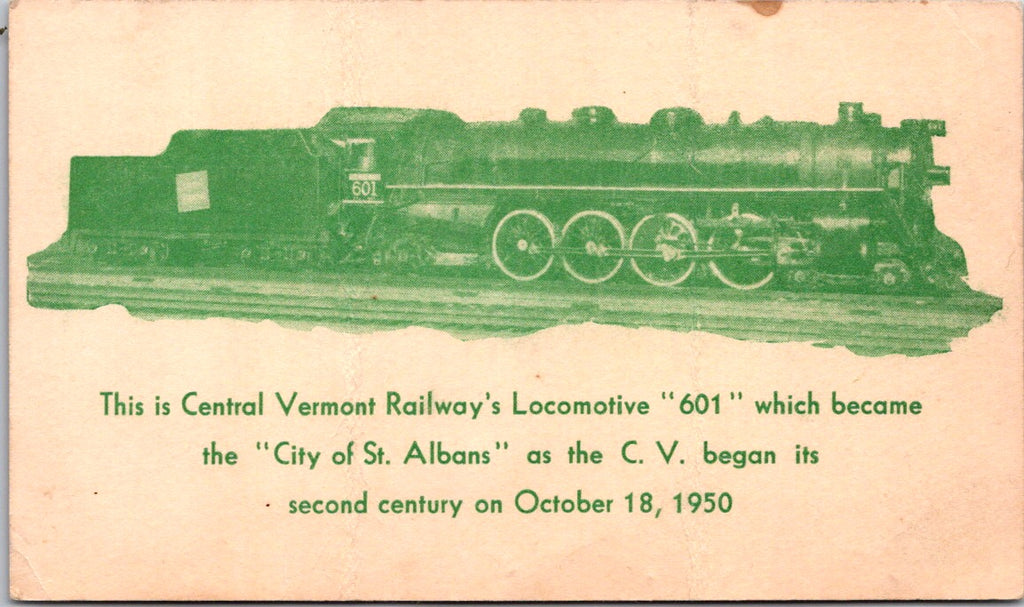 601
This is Central Vermont Railway's Locomotive "601" which became
the "City of St. Albans" as the C. V. began its
second century on October 18, 1950